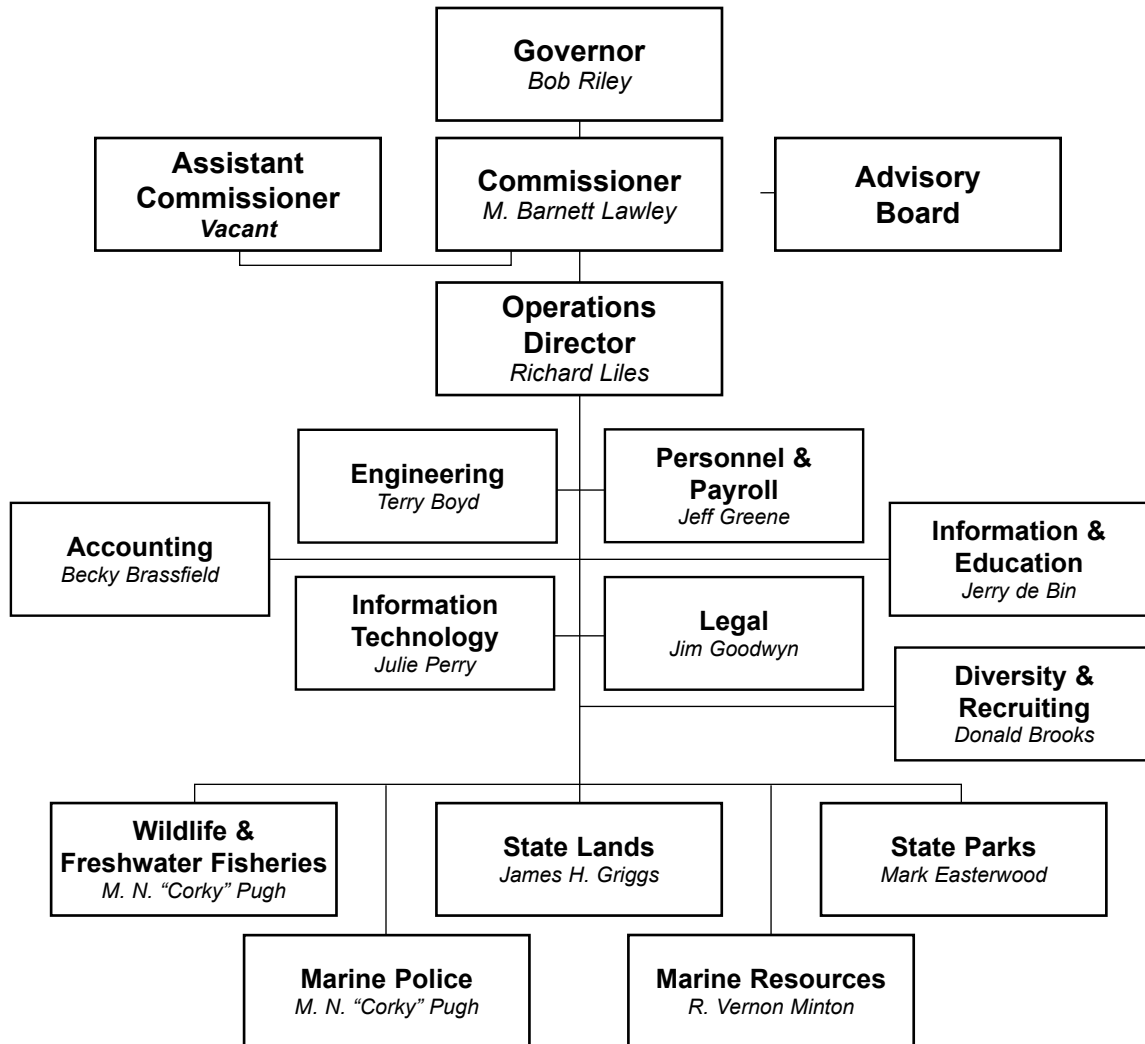 Governor
Bob Riley
Assistant
Commissioner
Vacant
Commissioner
M. Barnett Lawley
Advisory
Board
Operations
Director
Richard Liles
Engineering
Terry Boyd
Personnel &
Payroll
Jeff Greene
Accounting
Becky Brassfield
Information &
Education
Jerry de Bin
Information
Technology
Julie Perry
Legal
Jim Goodwyn
Diversity &
Recruiting
Donald Brooks
Wildlife &
Freshwater Fisheries
M. N. “Corky” Pugh
State Lands
James H. Griggs
State Parks
Mark Easterwood
Marine Police
M. N. “Corky” Pugh
Marine Resources
R. Vernon Minton